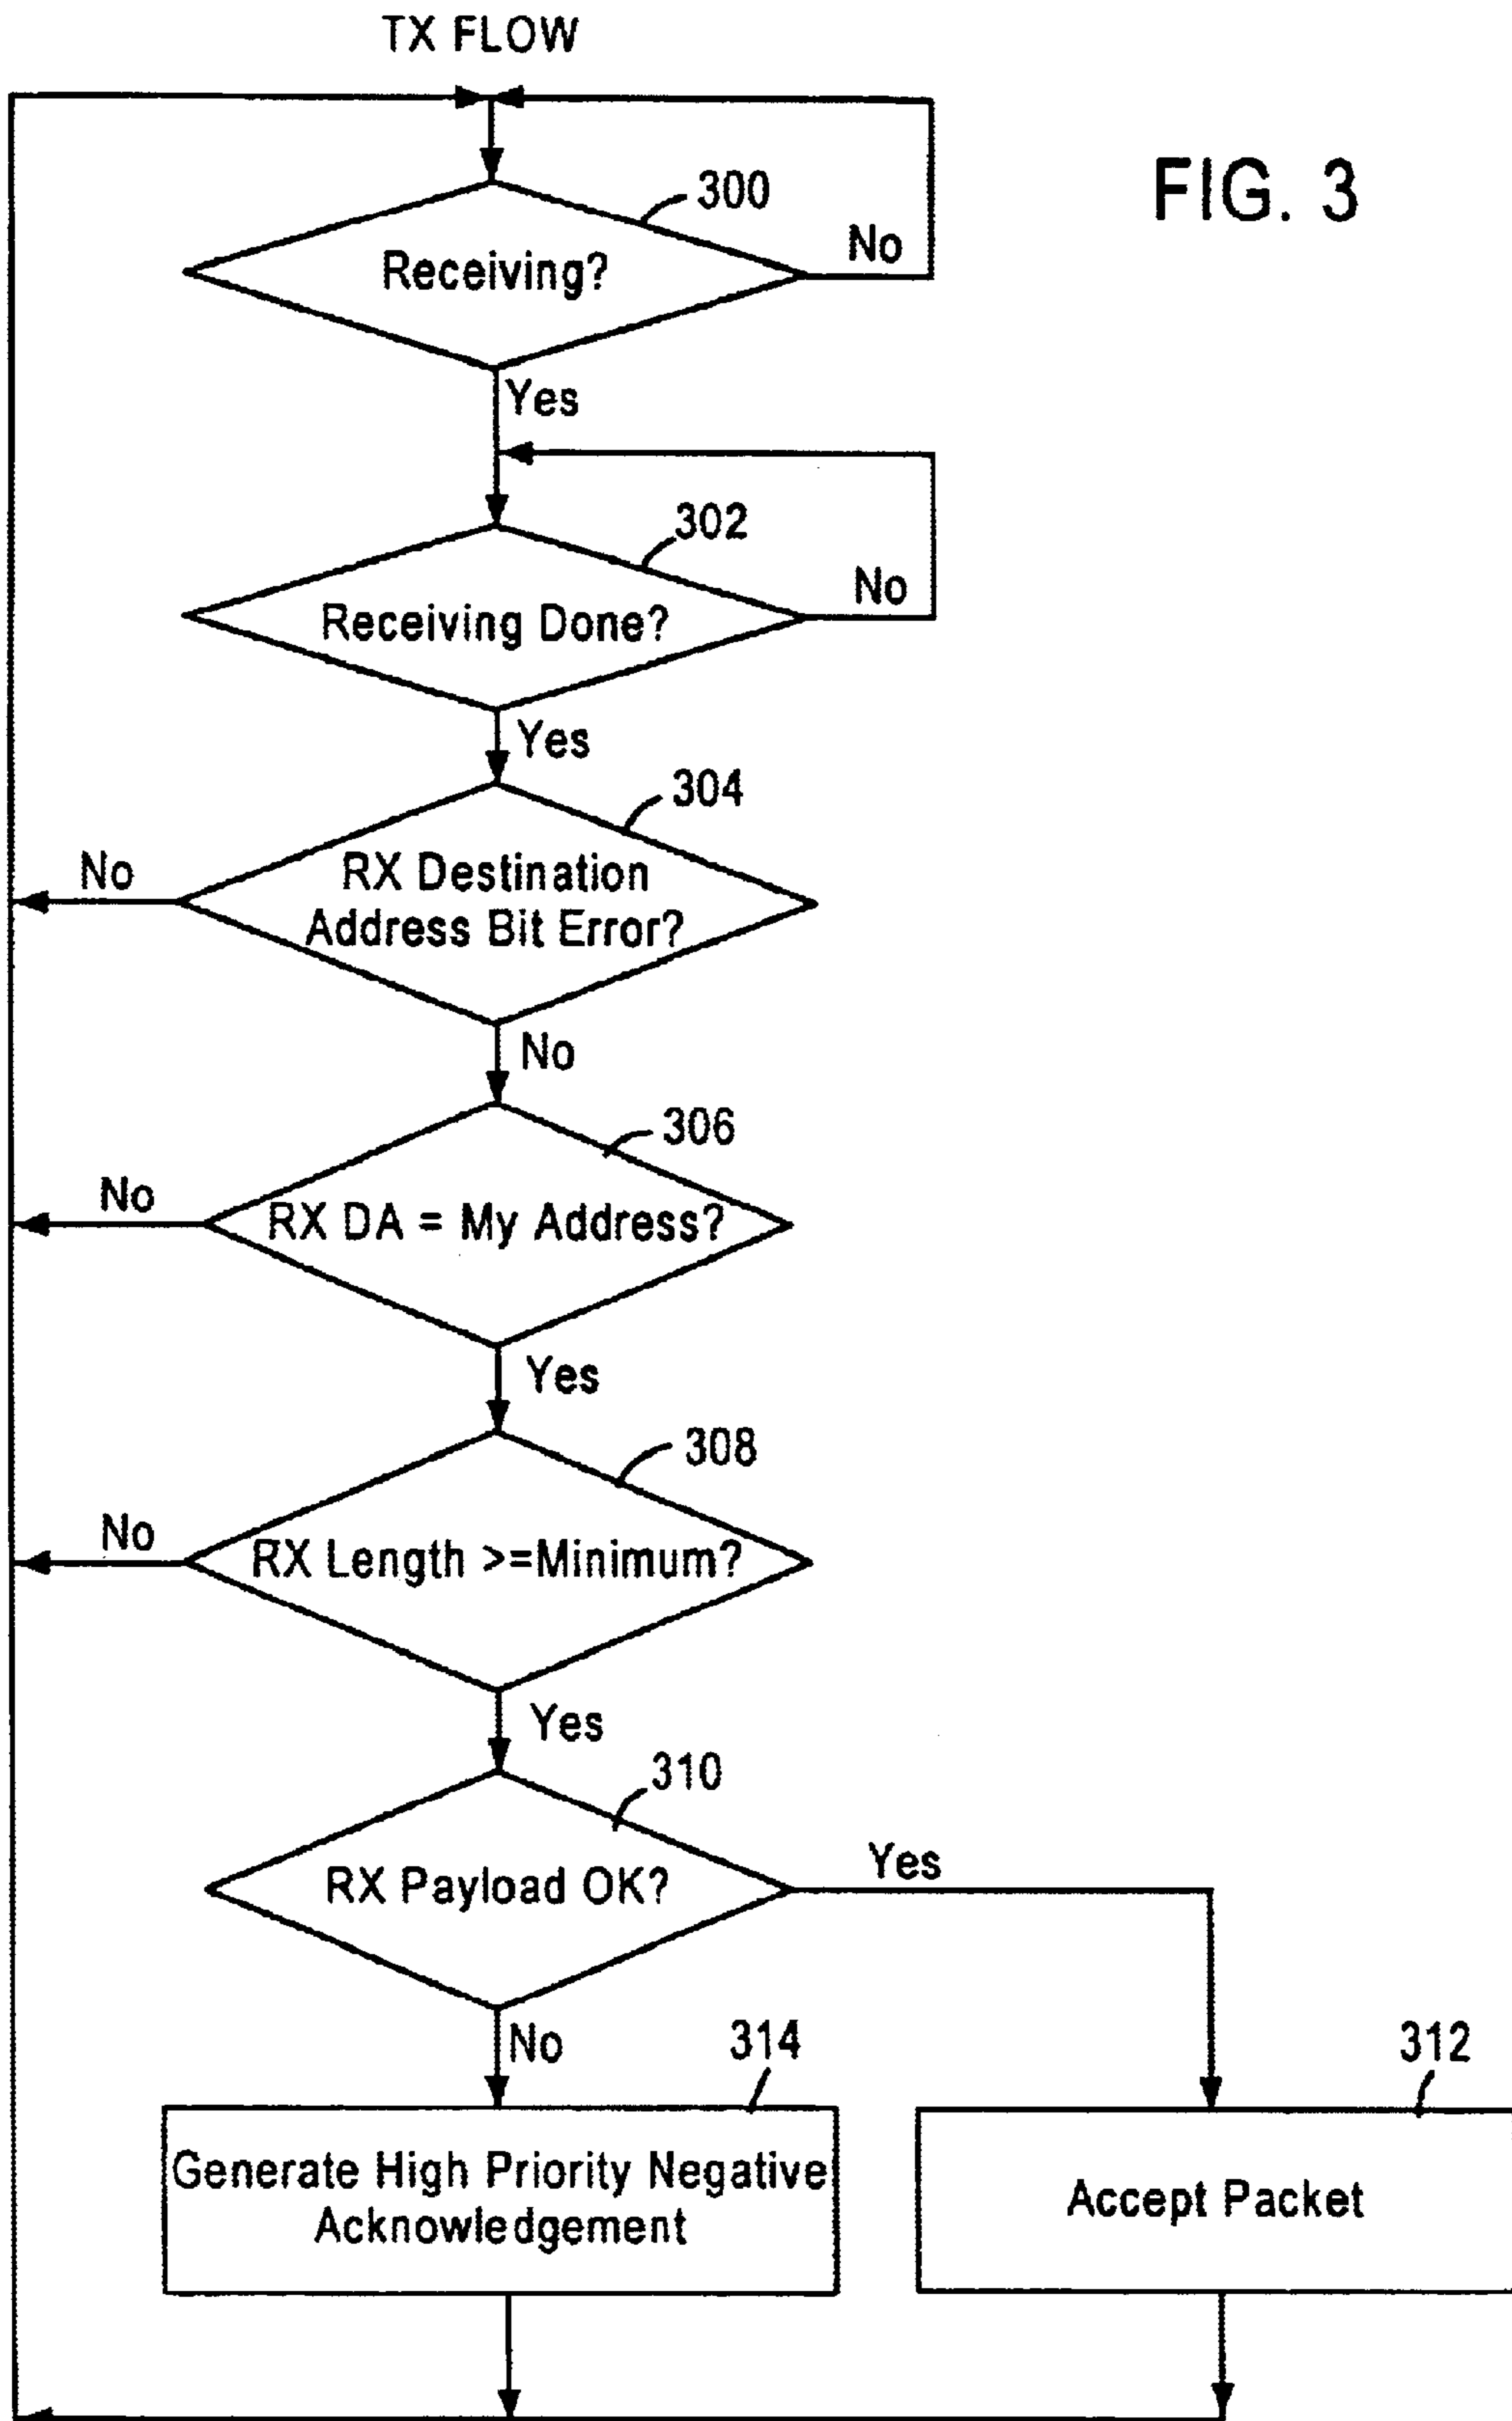 TX FLOW
FIG. 3
300
Receiving?
No
Yes
302
Receiving Done?
No
Yes
304
RX Destination
Address Bit Error?
No
No
306
RX DA = My Address?
No
Yes
308
RX Length >=Minimum?
No
Yes
310
RX Payload OK?
Yes
No
314
312
Generate High Priority Negative
Acknowledgement
Accept Packet